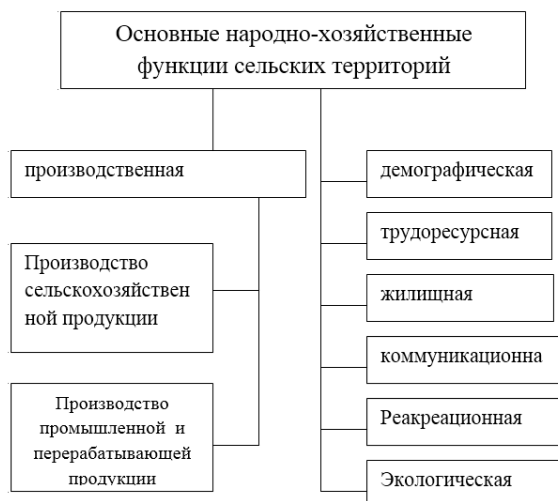 Основные народно-хозяйственные
функции сельских территорий
производственная
Производство
сельскохозяйствен
ной продукции
Производство
промышленной и
перерабатывающей
продукции
демографическая
трудоресурсная
жилищная
коммуникационна
Реакреационная
Экологическая